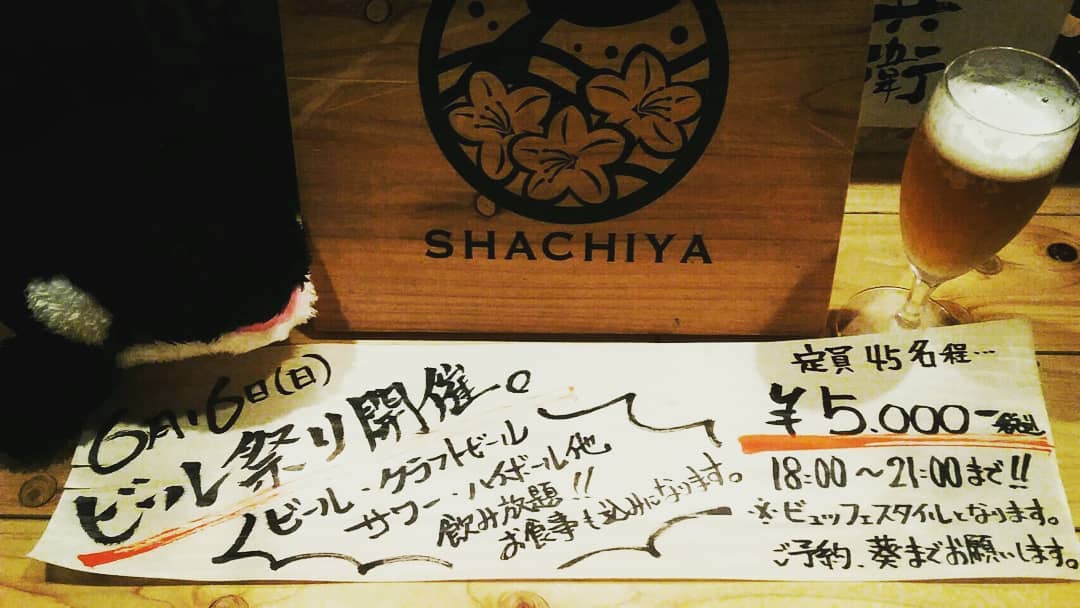 兵
衛
SHACHIYA
6月16日(日)
ビール祭り開催。
ビール・クラフトビール
サワー・ハイボール他
飲み放題!!
お食事も込みになります。
定員45名程…
¥5.000-税込
18:00〜21:00まで!!
※ビュッフェスタイルとなります。
ご予約、葵までお願いします。